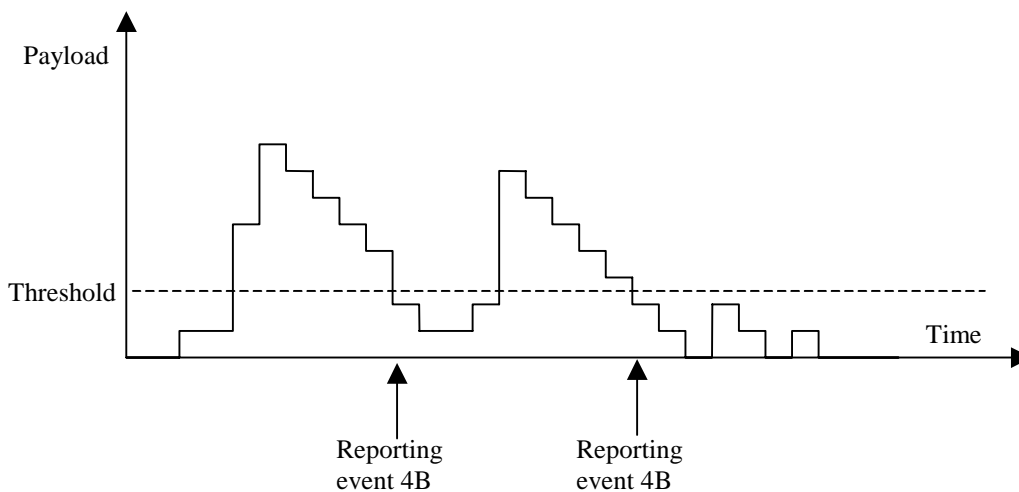 Payload
Threshold
Time
Reporting
event 4B
Reporting
event 4B